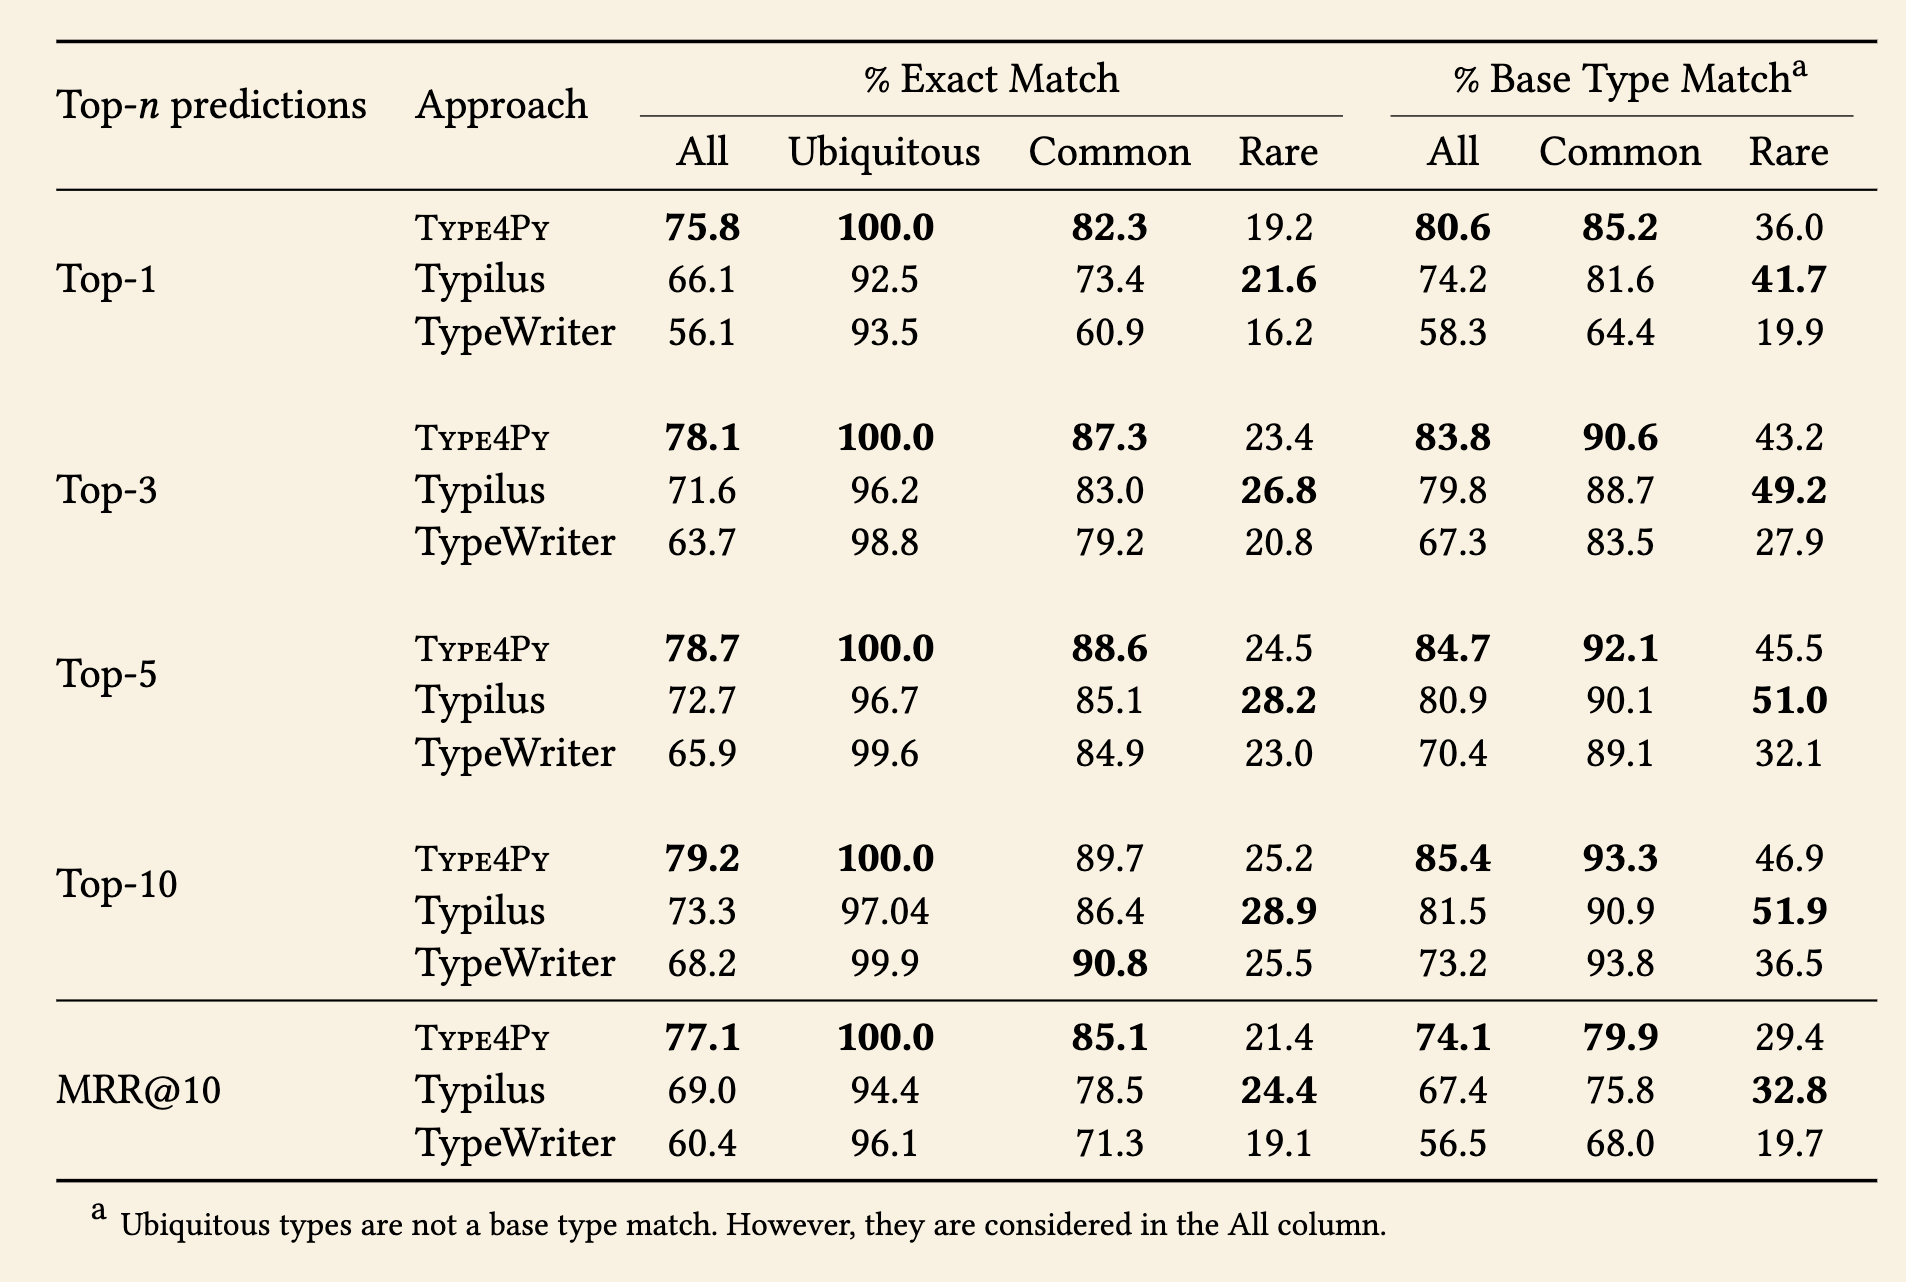 % Exact Match % Base Type Matchᵃ
Top-n predictions Approach
All Ubiquitous Common Rare All Common Rare
Type4Py 75.8 100.0 82.3 19.2 80.6 85.2 36.0
Top-1 Typilus 66.1 92.5 73.4 21.6 74.2 81.6 41.7
TypeWriter 56.1 93.5 60.9 16.2 58.3 64.4 19.9
Type4Py 78.1 100.0 87.3 23.4 83.8 90.6 43.2
Top-3 Typilus 71.6 96.2 83.0 26.8 79.8 88.7 49.2
TypeWriter 63.7 98.8 79.2 20.8 67.3 83.5 27.9
Type4Py 78.7 100.0 88.6 24.5 84.7 92.1 45.5
Top-5 Typilus 72.7 96.7 85.1 28.2 80.9 90.1 51.0
TypeWriter 65.9 99.6 84.9 23.0 70.4 89.1 32.1
Type4Py 79.2 100.0 89.7 25.2 85.4 93.3 46.9
Top-10 Typilus 73.3 97.04 86.4 28.9 81.5 90.9 51.9
TypeWriter 68.2 99.9 90.8 25.5 73.2 93.8 36.5
Type4Py 77.1 100.0 85.1 21.4 74.1 79.9 29.4
MRR@10 Typilus 69.0 94.4 78.5 24.4 67.4 75.8 32.8
TypeWriter 60.4 96.1 71.3 19.1 56.5 68.0 19.7
ᵃ Ubiquitous types are not a base type match. However, they are considered in the All column.